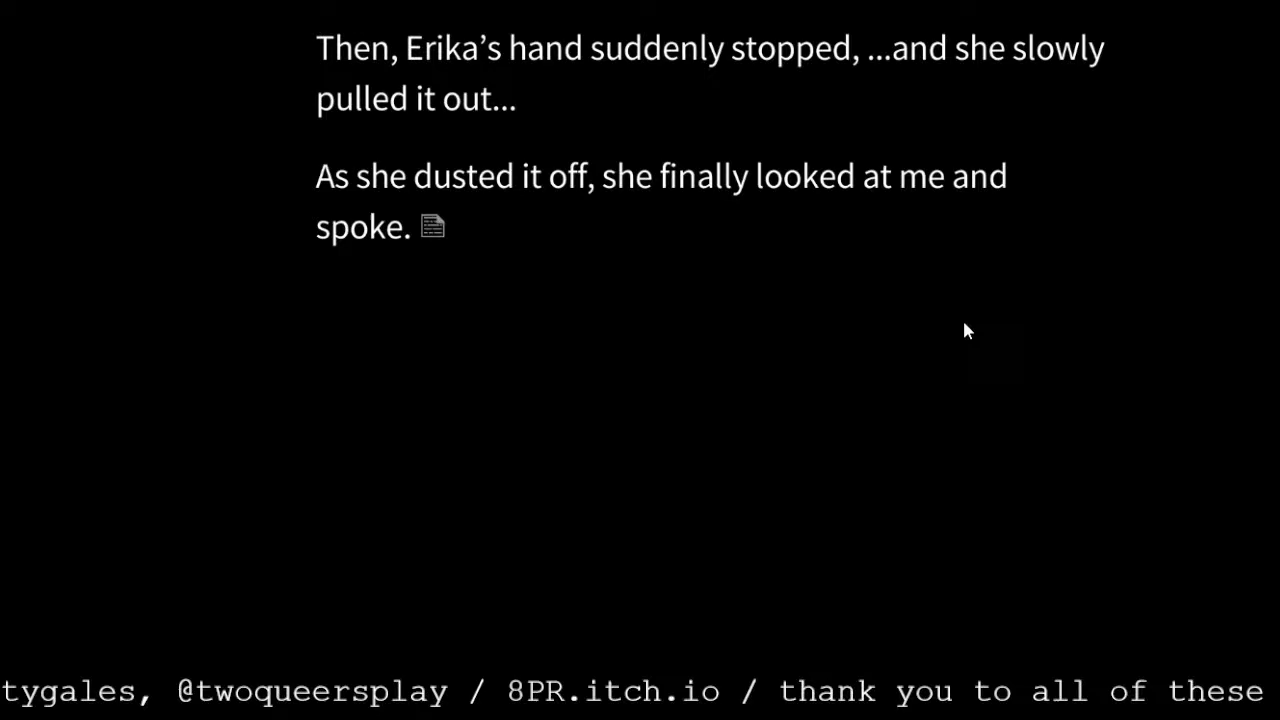 Then, Erika’s hand suddenly stopped, ...and she slowly
pulled it out...
As she dusted it off, she finally looked at me and
spoke.
tygales, @twoqueersplay / 8PR.itch.io / thank you to all of these